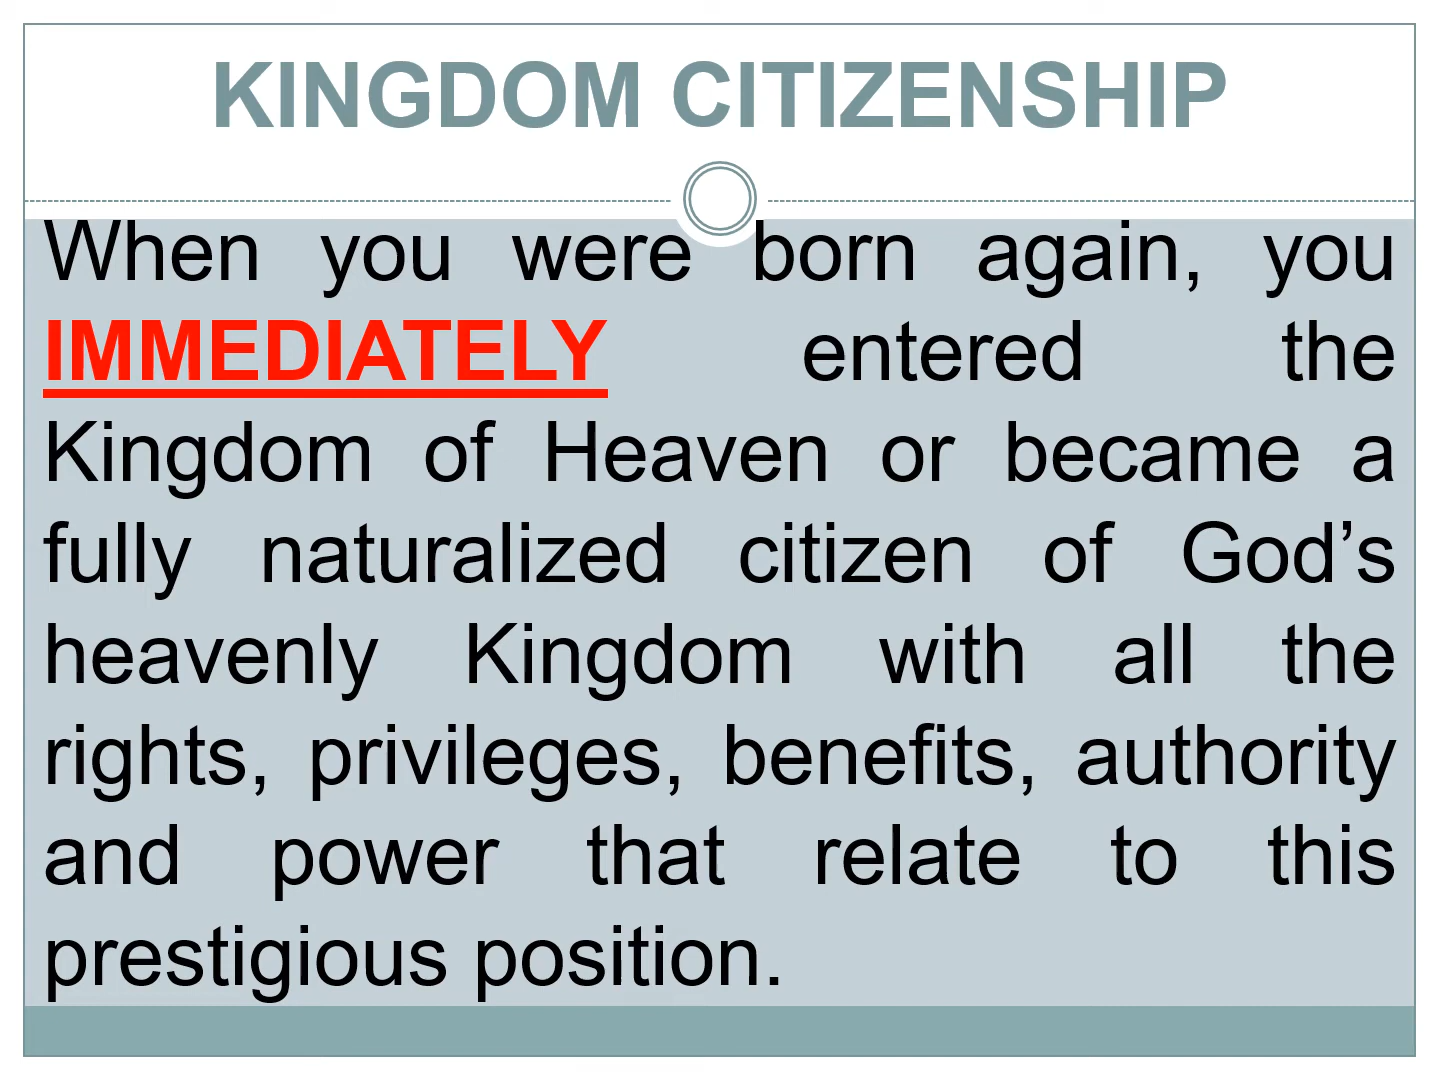 KINGDOM CITIZENSHIP
When you were born again, you
IMMEDIATELY entered the
Kingdom of Heaven or became a
fully naturalized citizen of God’s
heavenly Kingdom with all the
rights, privileges, benefits, authority
and power that relate to this
prestigious position.